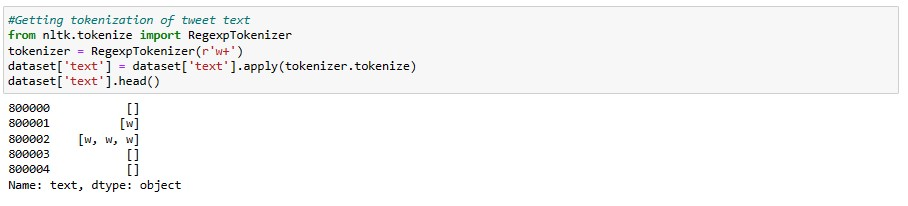 #Getting tokenization of tweet text
from nltk.tokenize import RegexpTokenizer
tokenizer = RegexpTokenizer(r'w+')
dataset['text'] = dataset['text'].apply(tokenizer.tokenize)
dataset['text'].head()
800000           []
800001          [w]
800002    [w, w, w]
800003           []
800004           []
Name: text, dtype: object